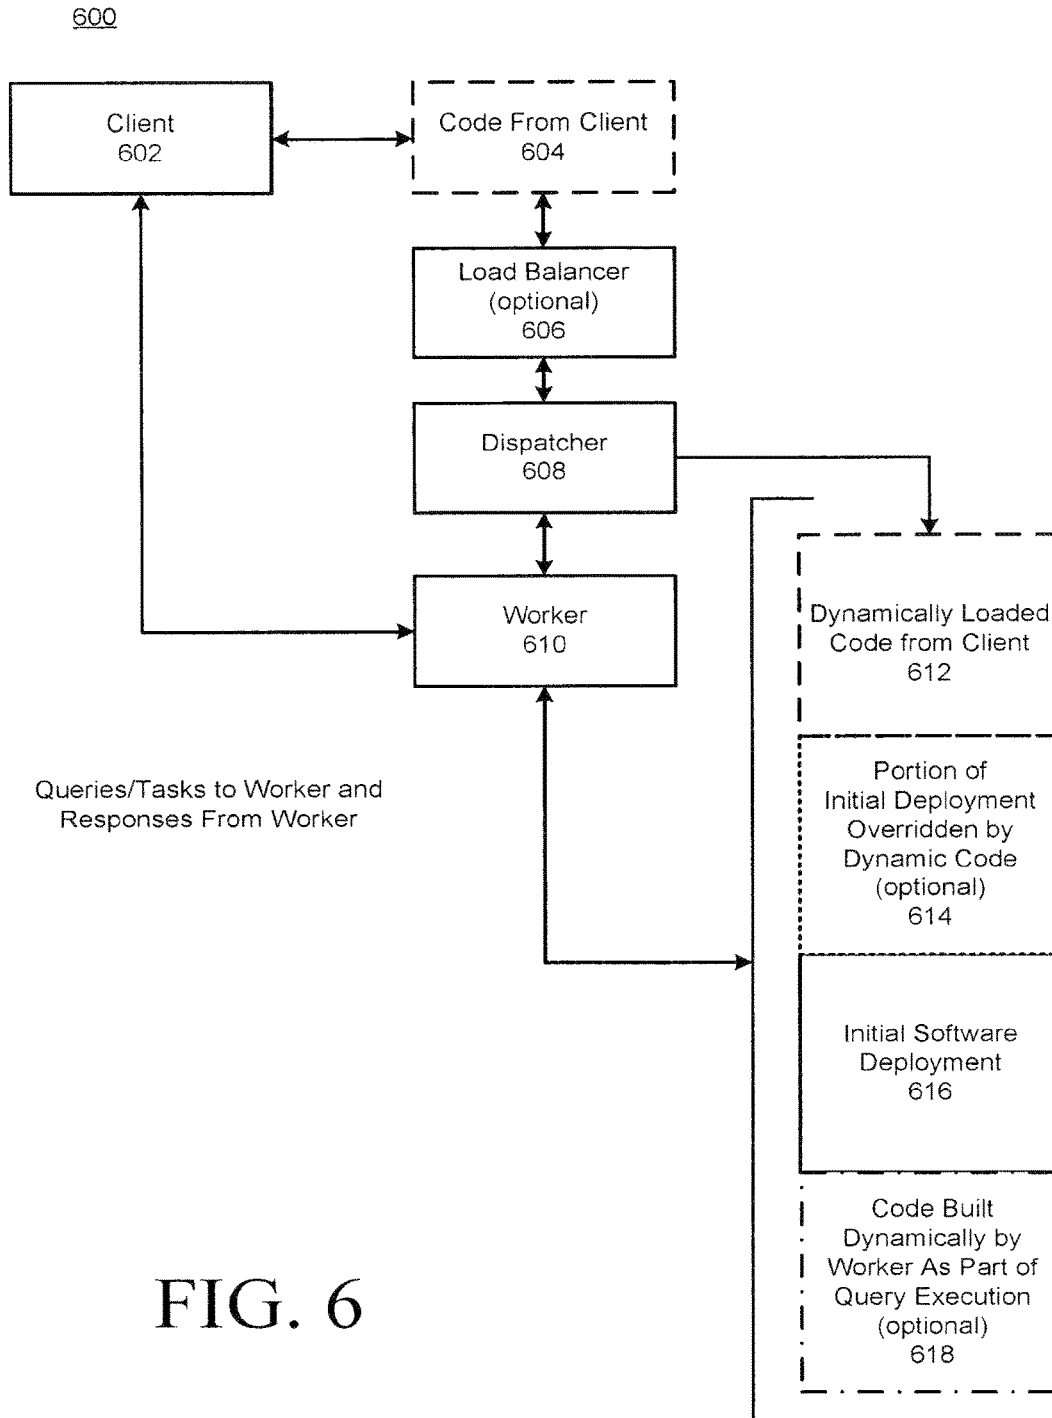 600
Client
602
Code From Client
604
Load Balancer
(optional)
606
Dispatcher
608
Worker
610
Dynamically Loaded
Code from Client
612
Queries/Tasks to Worker and
Responses From Worker
Portion of
Initial Deployment
Overridden by
Dynamic Code
(optional)
614
Initial Software
Deployment
616
Code Built
Dynamically by
Worker As Part of
Query Execution
(optional)
618
FIG. 6